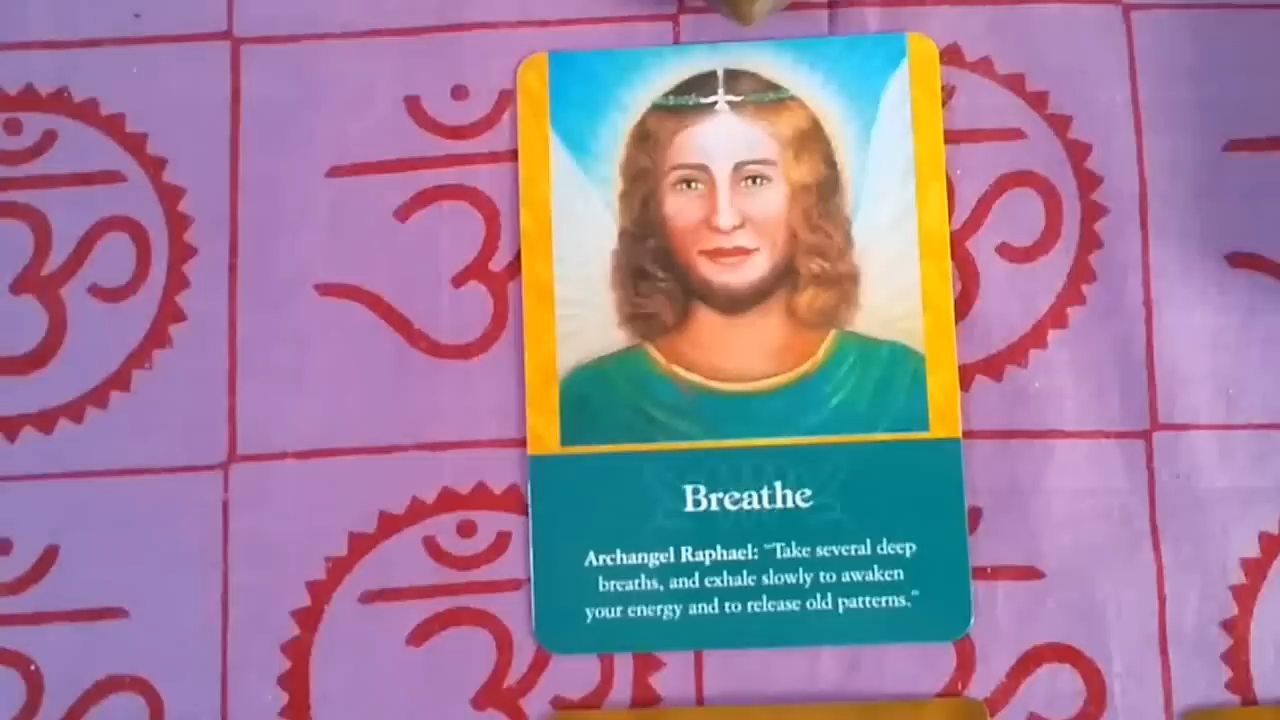 ॐ ॐ ॐ ॐ
Breathe
Archangel Raphael: "Take several deep
breaths, and exhale slowly to awaken
your energy and to release old patterns."
ॐ ॐ ॐ